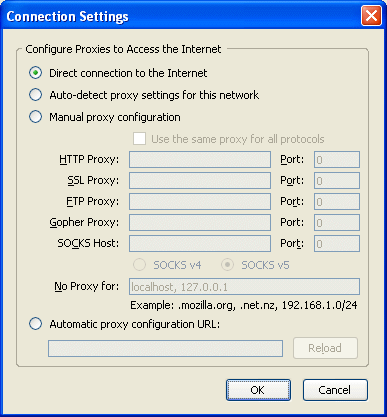 Connection Settings
Configure Proxies to Access the Internet
Direct connection to the Internet
Auto-detect proxy settings for this network
Manual proxy configuration
Use the same proxy for all protocols
HTTP Proxy: Port: 0
SSL Proxy: Port: 0
FTP Proxy: Port: 0
Gopher Proxy: Port: 0
SOCKS Host: Port: 0
SOCKS v4 SOCKS v5
No Proxy for: localhost, 127.0.0.1
Example: .mozilla.org, .net.nz, 192.168.1.0/24
Automatic proxy configuration URL:
Reload
OK Cancel